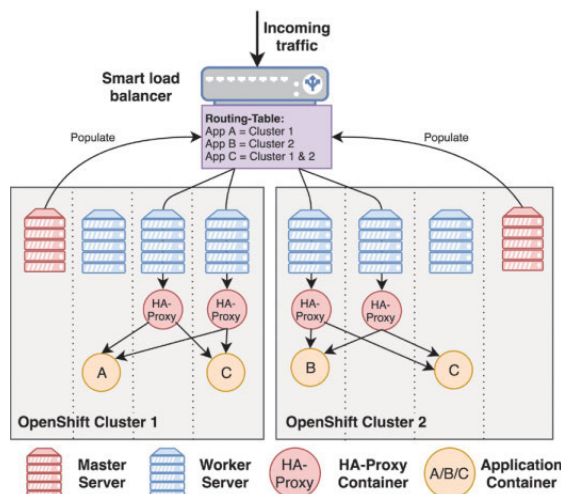 Incoming
traffic
Smart load
balancer
Routing-Table:
App A = Cluster 1
App B = Cluster 2
App C = Cluster 1 & 2
Populate
Populate
HA-
Proxy
HA-
Proxy
HA-
Proxy
HA-
Proxy
A
C
B
C
OpenShift Cluster 1
OpenShift Cluster 2
Master
Server
Worker
Server
HA-
Proxy
HA-Proxy
Container
A/B/C
Application
Container